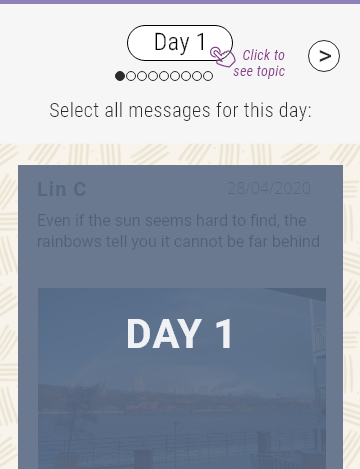 Day 1
Click to
see topic
>
Select all messages for this day:
Lin C
28/04/2020
Even if the sun seems hard to find, the
rainbows tell you it cannot be far behind
DAY 1